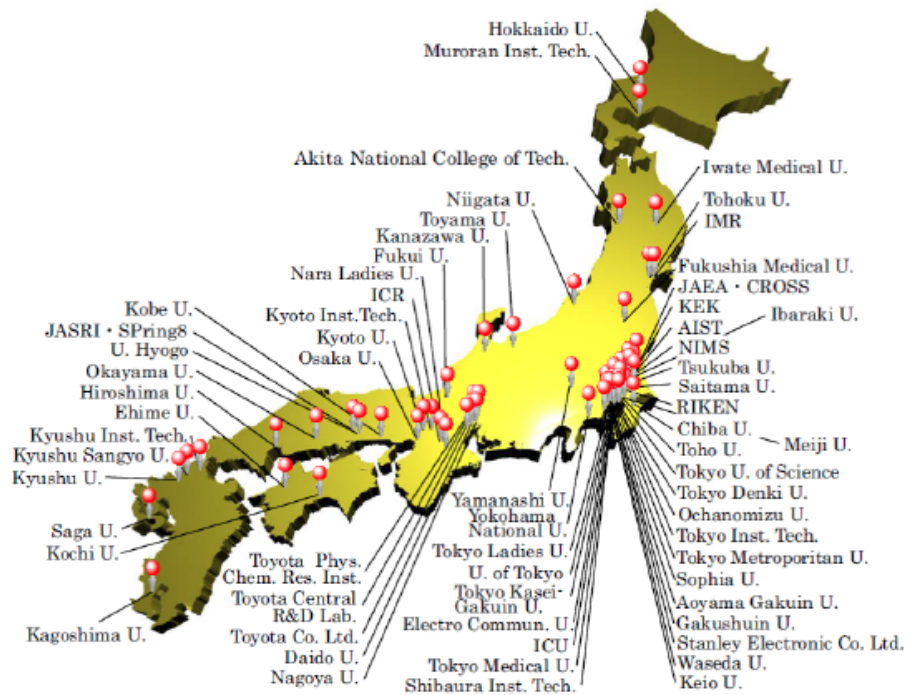 Hokkaido U.
Muroran Inst. Tech.
Akita National College of Tech.
Iwate Medical U.
Niigata U.
Tohoku U.
Toyama U.
IMR
Kanazawa U.
Fukui U.
Fukushia Medical U.
Nara Ladies U.
JAEA・CROSS
ICR
KEK
Kobe U.
Ibaraki U.
Kyoto Inst.Tech.
AIST
JASRI・SPring8
Kyoto U.
NIMS
U. Hyogo
Osaka U.
Tsukuba U.
Okayama U.
Saitama U.
Hiroshima U.
RIKEN
Ehime U.
Chiba U.
Meiji U.
Kyushu Inst. Tech.
Toho U.
Kyushu Sangyo U.
Tokyo U. of Science
Kyushu U.
Tokyo Denki U.
Yamanashi U.
Ochanomizu U.
Yokohama
National U.
Saga U.
Tokyo Inst. Tech.
Kochi U.
Tokyo Ladies U.
Tokyo Metroporitan U.
Toyota Phys.
Chem. Res. Inst.
U. of Tokyo
Sophia U.
Toyota Central
R&D Lab.
Tokyo Kasei-
Gakuin U.
Aoyama Gakuin U.
Electro Commun. U.
Gakushuin U.
Kagoshima U.
Toyota Co. Ltd.
ICU
Stanley Electronic Co. Ltd.
Daido U.
Tokyo Medical U.
Waseda U.
Nagoya U.
Shibaura Inst. Tech.
Keio U.